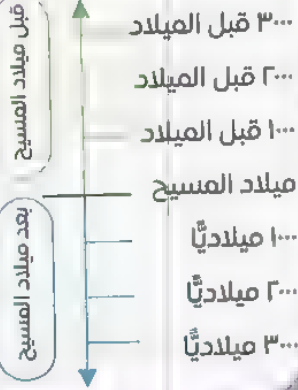 ٣٠٠٠ قبل الميلاد
٢٠٠٠ قبل الميلاد
١٠٠٠ قبل الميلاد
ميلاد المسيح
١٠٠٠ ميلاديًّا
٢٠٠٠ ميلاديًّا
٣٠٠٠ ميلاديًّا
قبل ميلاد المسيح
بعد ميلاد المسيح